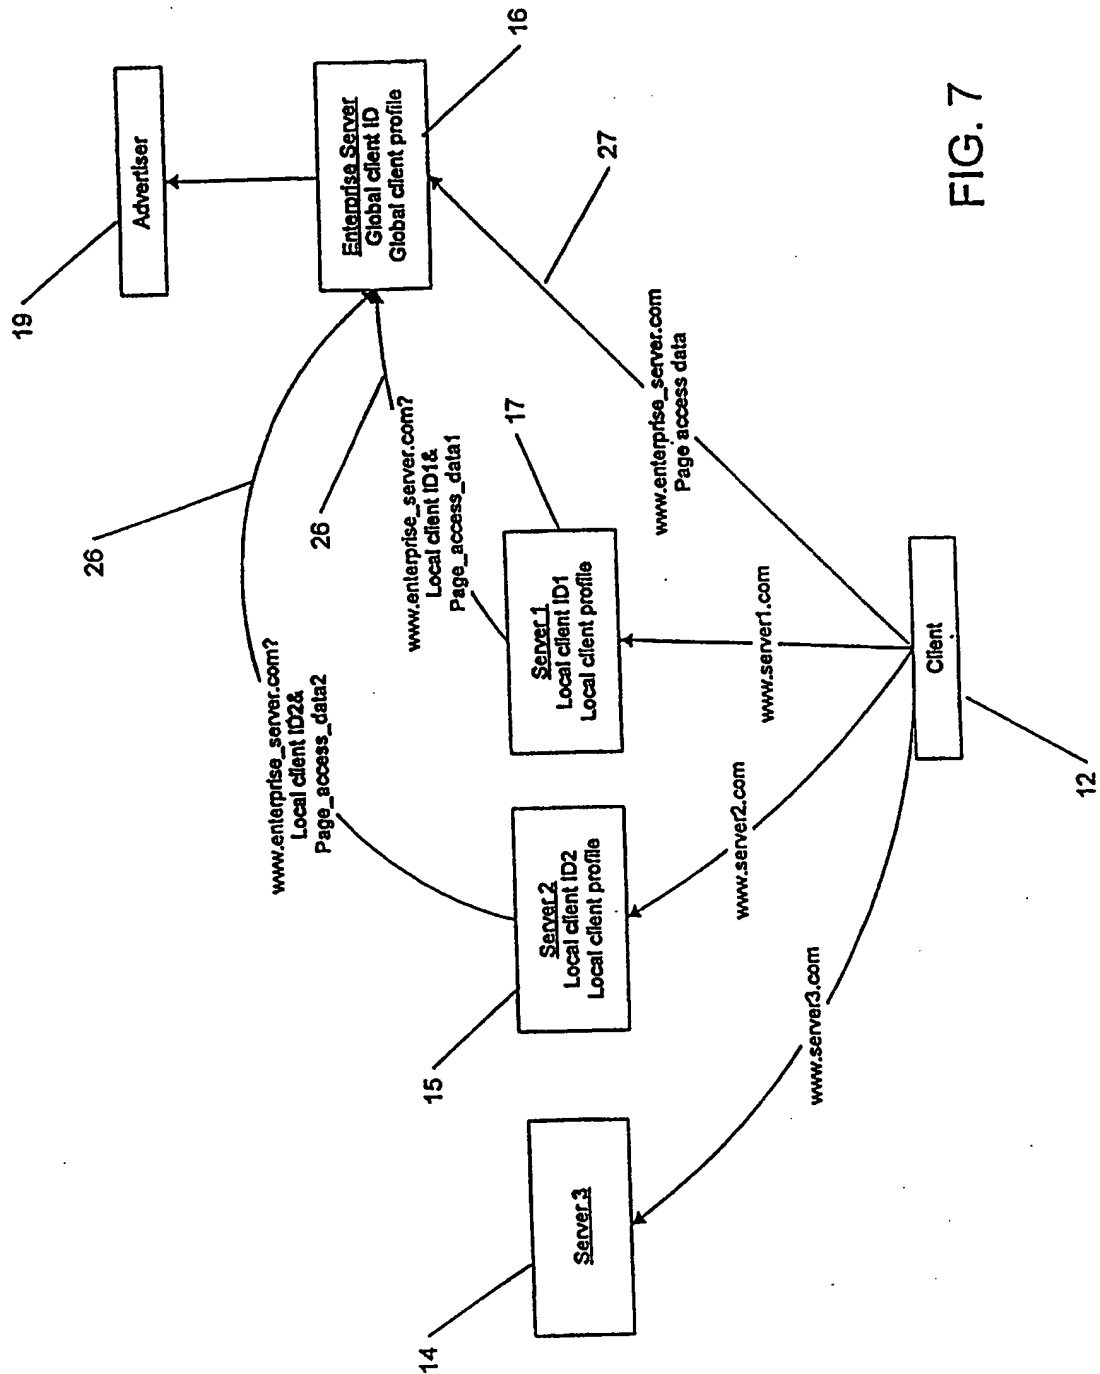 19
26
Advertiser
www.enterprise_server.com?
Local client ID2&
Page_access_data2
26
Enterprise Server
Global client ID
Global client profile
www.enterprise_server.com?
Local client ID1&
Page_access_data1
14
15
17
16
Server 3
Server 2
Local client ID2
Local client profile
Server 1
Local client ID1
Local client profile
27
www.enterprise_server.com
Page access data
www.server3.com
www.server2.com
www.server1.com
Client
12
FIG. 7